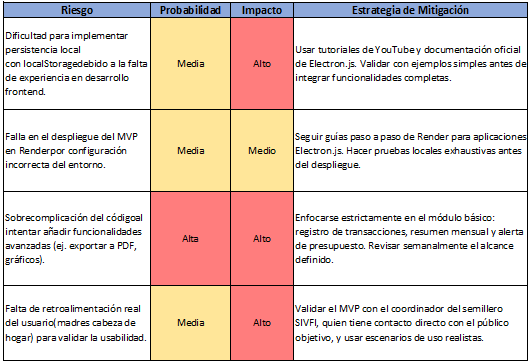 Riesgo Probabilidad Impacto Estrategia de Mitigación
Dificultad para implementar
persistencia local
con localStoragedebido a la falta
de experiencia en desarrollo
frontend.
Media
Alto
Usar tutoriales de YouTube y documentación oficial
de Electron.js. Validar con ejemplos simples antes de
integrar funcionalidades completas.
Falla en el despliegue del MVP
en Renderpor configuración
incorrecta del entorno.
Media
Medio
Seguir guías paso a paso de Render para aplicaciones
Electron.js. Hacer pruebas locales exhaustivas antes
del despliegue.
Sobrecomplicación del códigoal
intentar añadir funcionalidades
avanzadas (ej. exportar a PDF,
gráficos).
Alta
Alto
Enfocarse estrictamente en el módulo básico:
registro de transacciones, resumen mensual y alerta
de presupuesto. Revisar semanalmente el alcance
definido.
Falta de retroalimentación real
del usuario(madres cabeza de
hogar) para validar la usabilidad.
Media
Alto
Validar el MVP con el coordinador del semillero
SIVFI, quien tiene contacto directo con el público
objetivo, y usar escenarios de uso realistas.